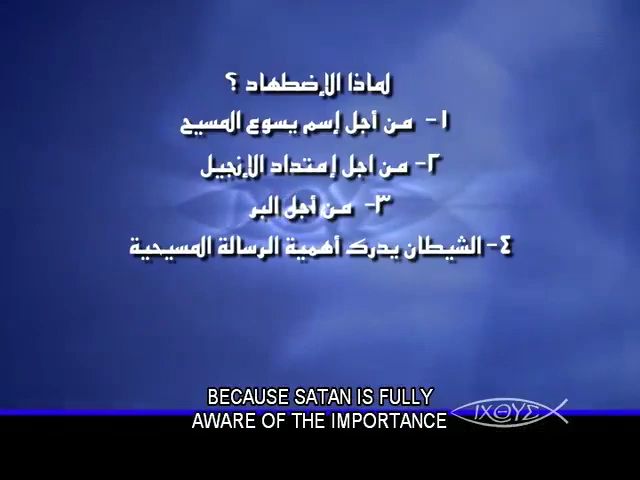 لماذا الإضطهاد ؟
١- من أجل إسم يسوع المسيح
٢- من اجل إمتداد الإنجيل
٣- من أجل البر
٤- الشيطان يدرك أهمية الرسالة المسيحية
BECAUSE SATAN IS FULLY
AWARE OF THE IMPORTANCE
ΙΧΘΥΣ